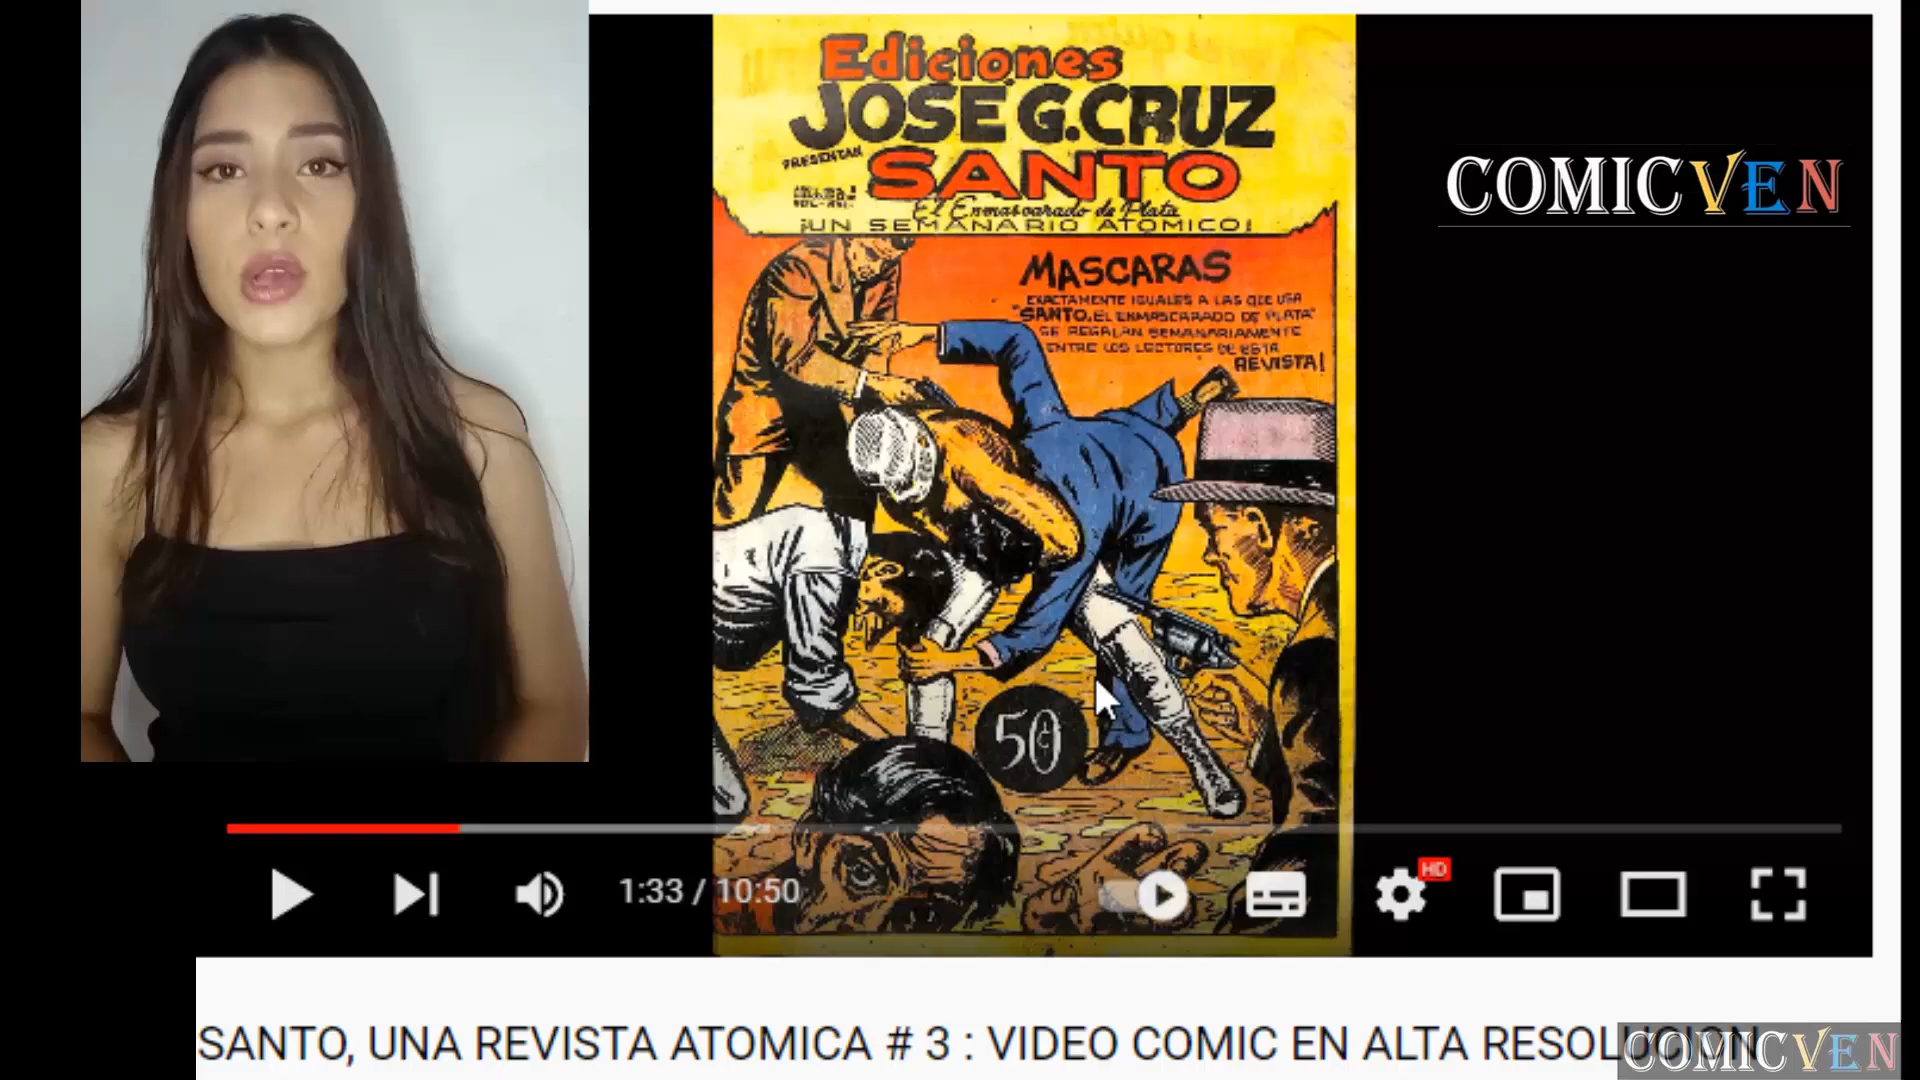 Ediciones
JOSE G. CRUZ
PRESENTAN
SANTO
El Enmascarado de Plata
¡UN SEMANARIO ATOMICO!
MASCARAS
EXACTAMENTE IGUALES A LAS QUE USA
"SANTO, EL ENMASCARADO DE PLATA"
SE REGALAN SEMANARIAMENTE
ENTRE LOS LECTORES DE ESTA
REVISTA!
50¢
COMICVEN
1:33 / 10:50
HD
SANTO, UNA REVISTA ATOMICA # 3 : VIDEO COMIC EN ALTA RESOLUCION
COMICVEN